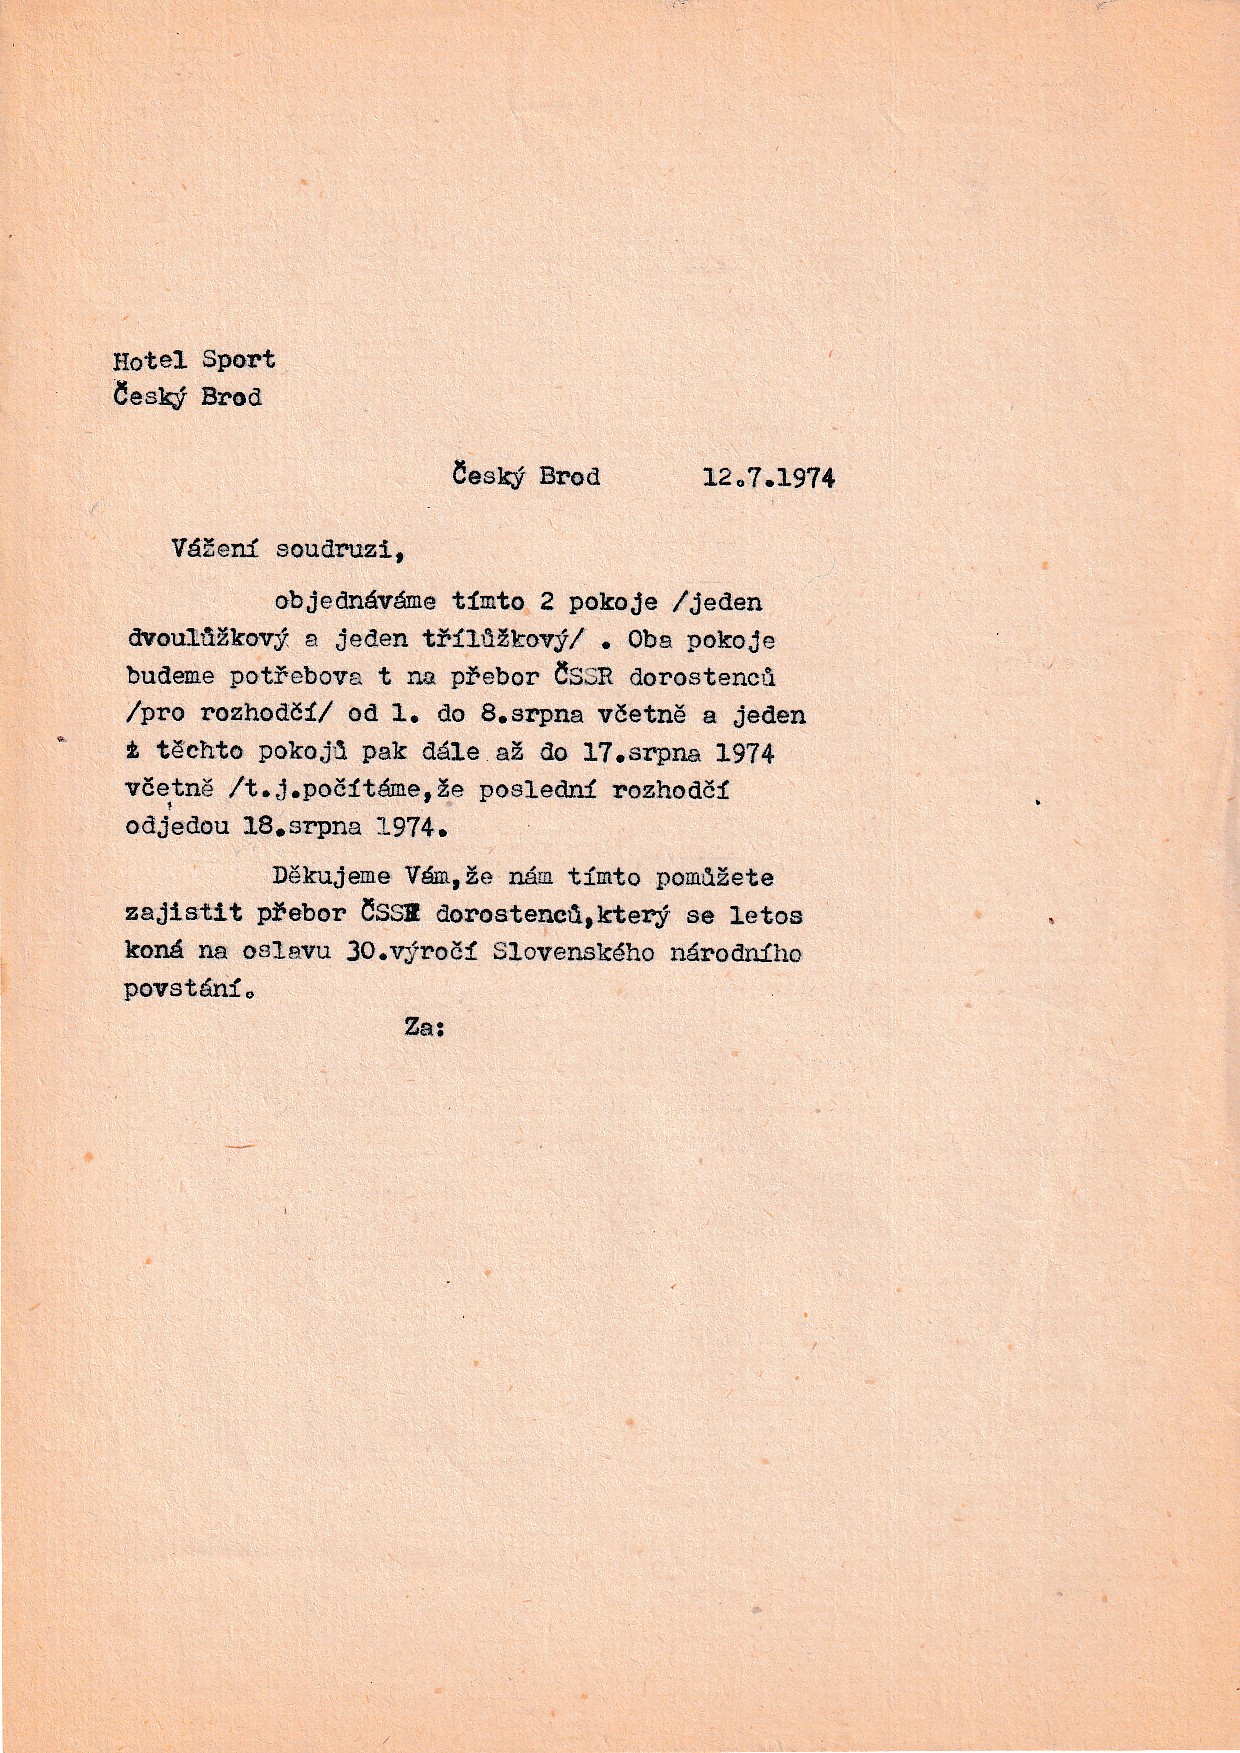 Hotel Sport
Český Brod
Český Brod 12.7.1974
Vážení soudruzi,
objednáváme tímto 2 pokoje /jeden
dvoulůžkový a jeden třílůžkový/ . Oba pokoje
budeme potřebova t na přebor ČSSR dorostenců
/pro rozhodčí/ od 1. do 8.srpna včetně a jeden
z těchto pokojů pak dále až do 17.srpna 1974
včetně /t.j.počítáme,že poslední rozhodčí
odjedou 18.srpna 1974.
Děkujeme Vám,že nám tímto pomůžete
zajistit přebor ČSSR dorostenců,který se letos
koná na oslavu 30.výročí Slovenského národního
povstání.
Za: